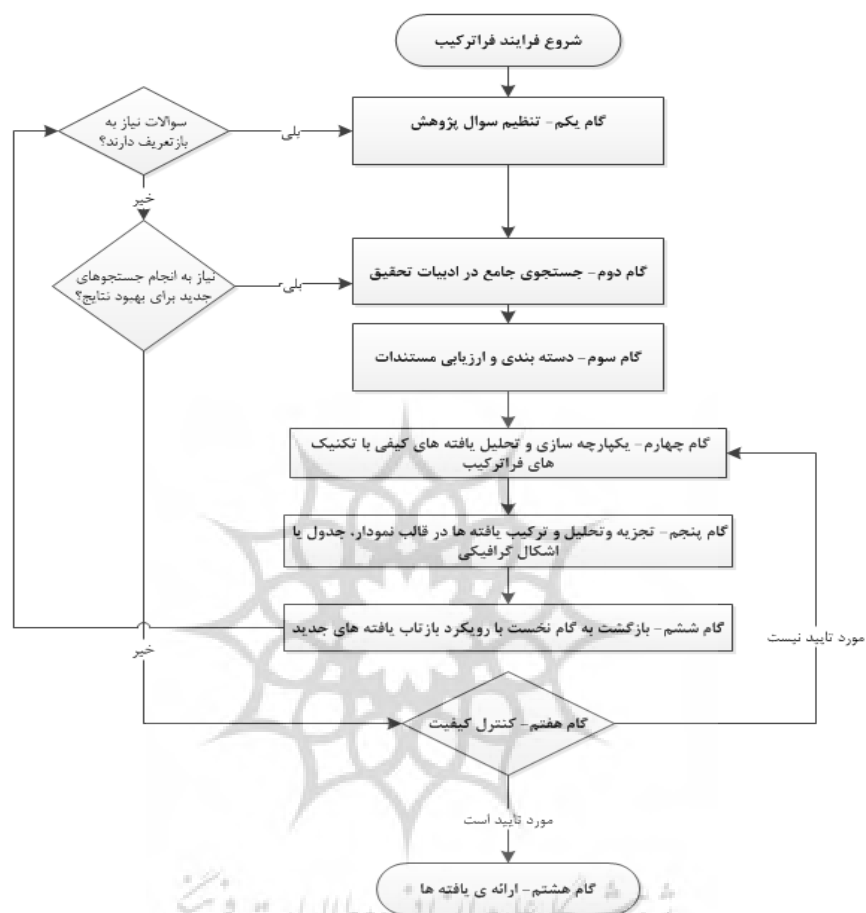 شروع فرایند فراترکیب
گام یکم- تنظیم سوال پژوهش
سوالات نیاز به
بازتعریف دارند؟
بلی
خیر
گام دوم- جستجوی جامع در ادبیات تحقیق
نیاز به انجام جستجوهای
جدید برای بهبود نتایج؟
بلی-
گام سوم- دسته بندی و ارزیابی مستندات
گام چهارم- یکپارچه سازی و تحلیل یافته های کیفی با تکنیک
های فراترکیب
گام پنجم- تجزیه وتحلیل و ترکیب یافته ها در قالب نمودار، جدول یا
اشکال گرافیکی
گام ششم- بازگشت به گام نخست با رویکرد بازتاب یافته های جدید
مورد تایید نیست
خیر
گام هفتم- کنترل کیفیت
مورد تایید است
گام هشتم- ارائه ی یافته ها